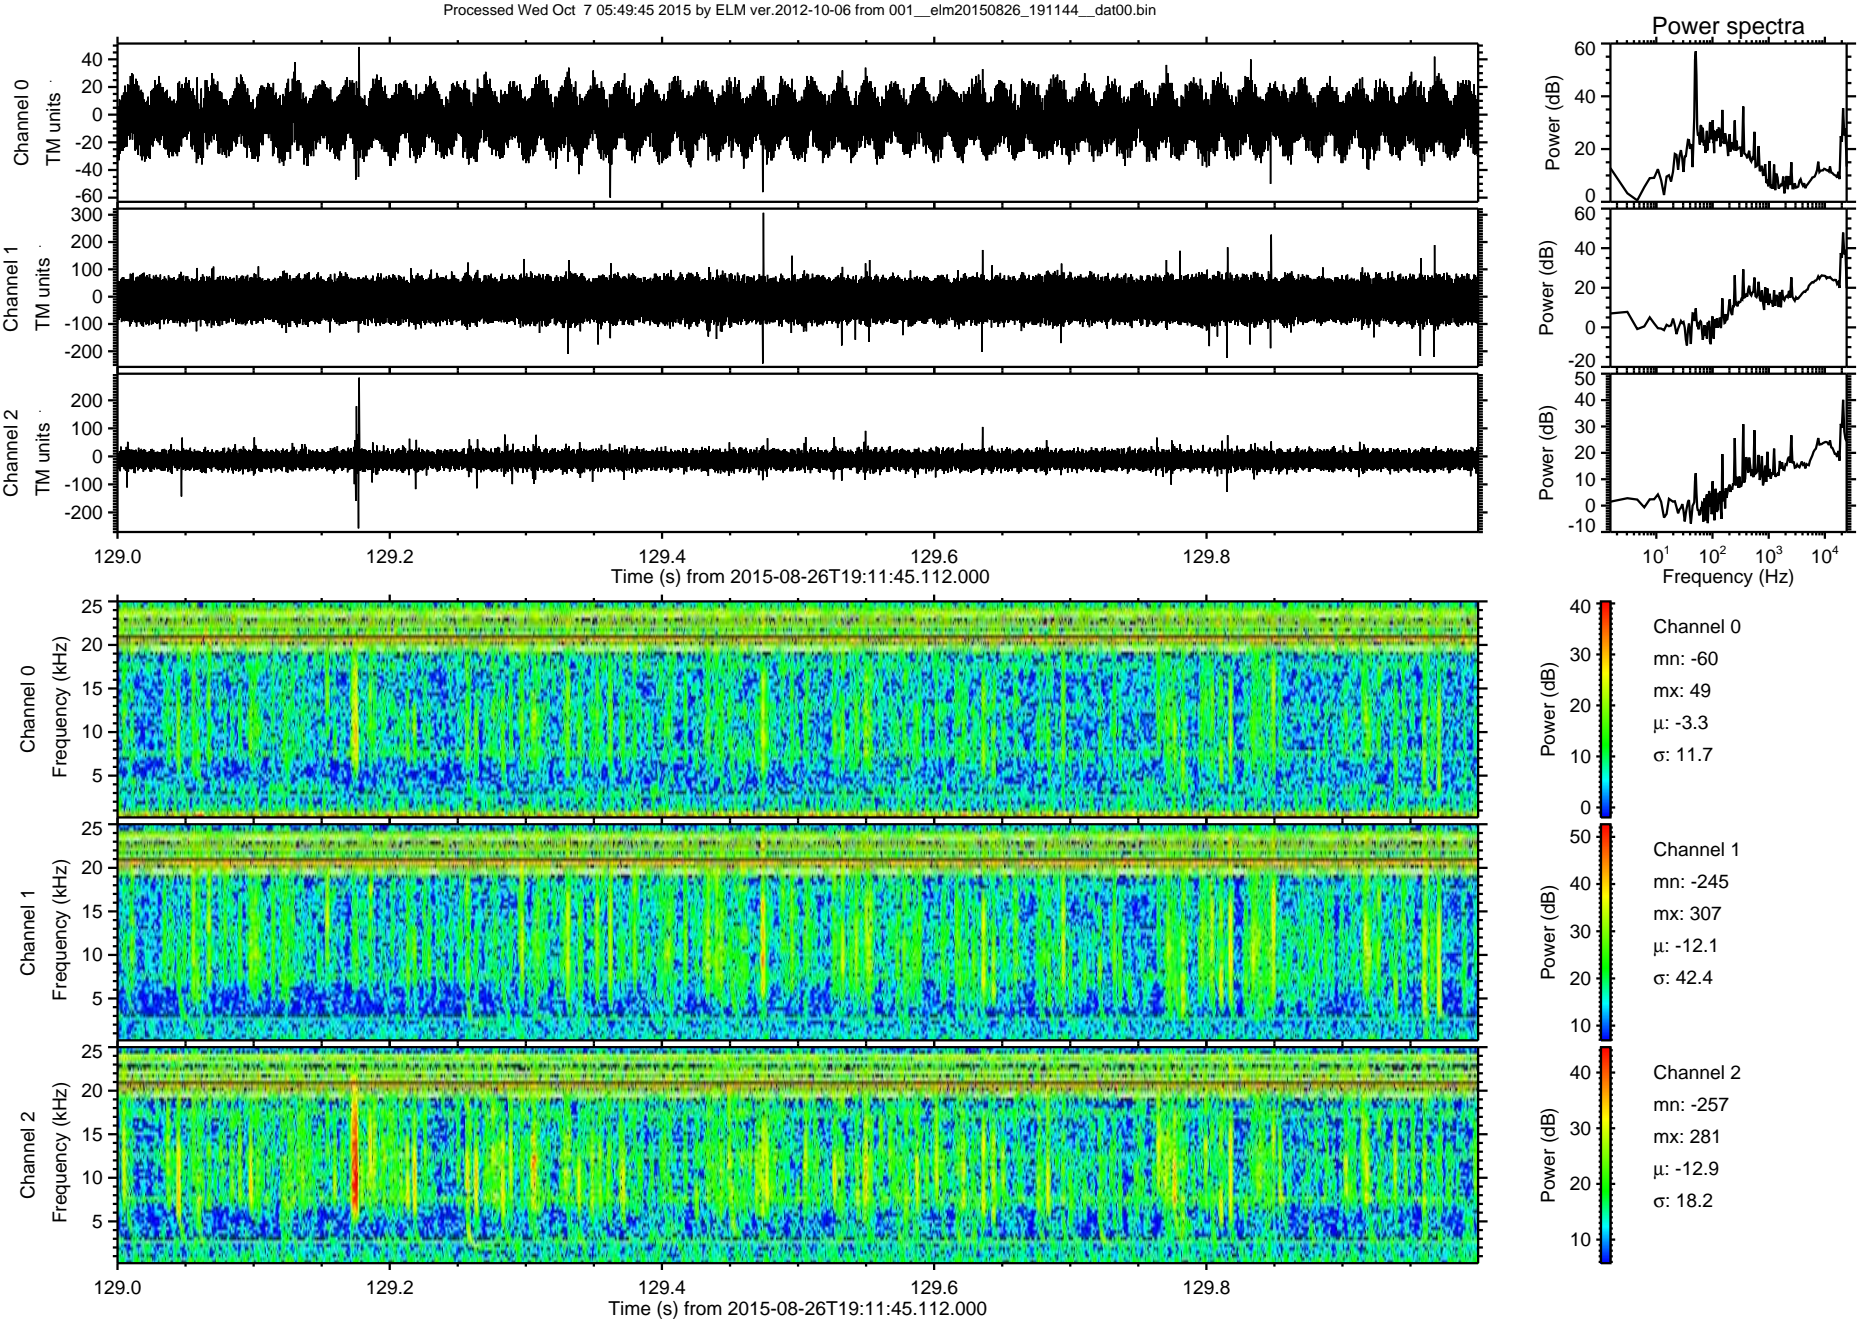 Processed Wed Oct  7 05:49:45 2015 by ELM ver.2012-10-06 from 001__elm20150826_191144__dat00.bin
Power spectra
Channel 0
TM units
40
20
0
-20
-40
-60
Power (dB)
60
40
20
0
Channel 1
TM units
300
200
100
0
-100
-200
Power (dB)
60
40
20
0
-20
Channel 2
TM units
200
100
0
-100
-200
Power (dB)
50
40
30
20
10
0
-10
129.0 129.2 129.4 129.6 129.8
Time (s) from 2015-08-26T19:11:45.112.000
10¹ 10² 10³ 10⁴
Frequency (Hz)
Channel 0
Frequency (kHz)
25
20
15
10
5
Power (dB)
40
30
20
10
0
Channel 0
mn: -60
mx: 49
µ: -3.3
σ: 11.7
Channel 1
Frequency (kHz)
25
20
15
10
5
Power (dB)
50
40
30
20
10
Channel 1
mn: -245
mx: 307
µ: -12.1
σ: 42.4
Channel 2
Frequency (kHz)
25
20
15
10
5
Power (dB)
40
30
20
10
Channel 2
mn: -257
mx: 281
µ: -12.9
σ: 18.2
129.0 129.2 129.4 129.6 129.8
Time (s) from 2015-08-26T19:11:45.112.000